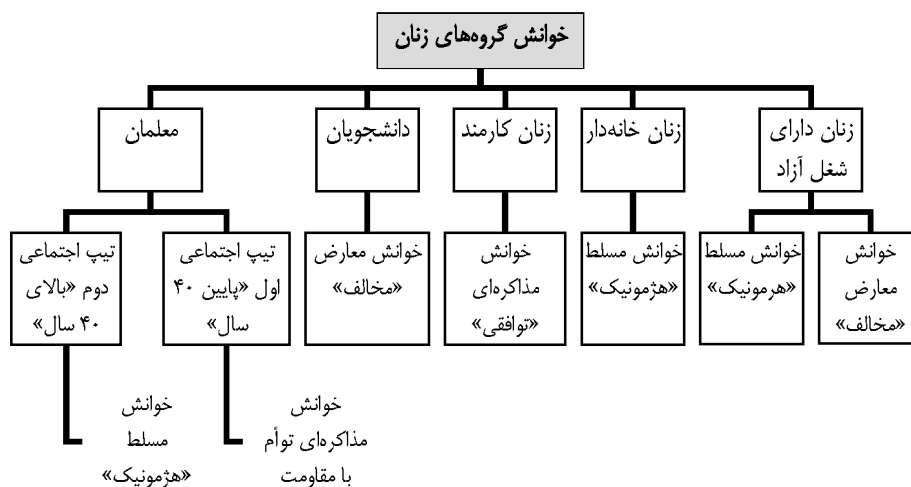 خوانش گروه‌های زنان
زنان دارای
شغل آزاد
زنان خانه‌دار
زنان کارمند
دانشجویان
معلمان
خوانش
معارض
«مخالف»
خوانش مسلط
«هرمونیک»
خوانش مسلط
«هژمونیک»
خوانش
مذاکره‌ای
«توافقی»
خوانش معارض
«مخالف»
تیپ اجتماعی
اول «پایین ۴۰
سال»
تیپ اجتماعی
دوم «بالای
۴۰ سال»
خوانش
مذاکره‌ای توأم
با مقاومت
خوانش
مسلط
«هژمونیک»